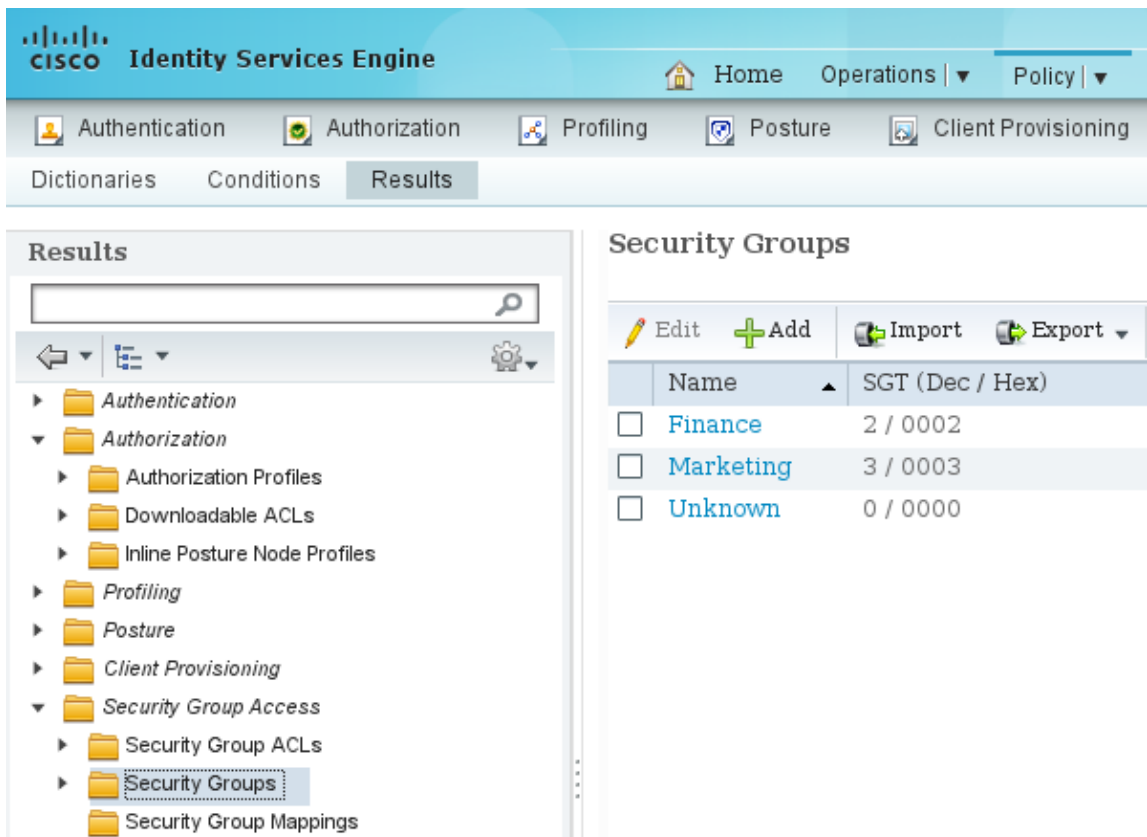 CISCO Identity Services Engine
Home Operations | ▼ Policy | ▼
Authentication Authorization Profiling Posture Client Provisioning
Dictionaries Conditions Results
Results
Authentication
Authorization
Authorization Profiles
Downloadable ACLs
Inline Posture Node Profiles
Profiling
Posture
Client Provisioning
Security Group Access
Security Group ACLs
Security Groups
Security Group Mappings
Security Groups
Edit Add Import Export
Name SGT (Dec / Hex)
Finance 2 / 0002
Marketing 3 / 0003
Unknown 0 / 0000